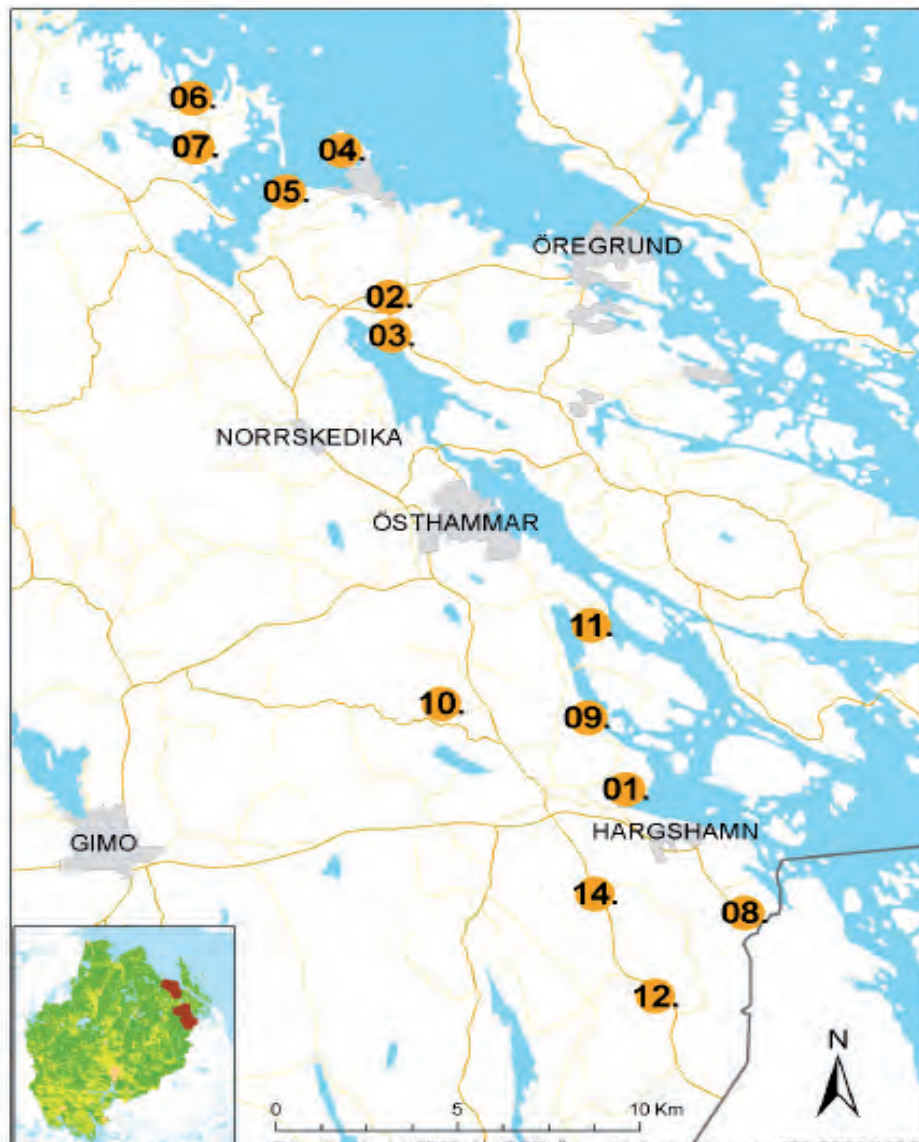 06.
07.
04.
05.
ÖREGRUND
02.
03.
NORRSKEDIKA
ÖSTHAMMAR
11.
10.
09.
01.
HARGSHAMN
GIMO
14.
08.
12.
N
0 5 10 Km